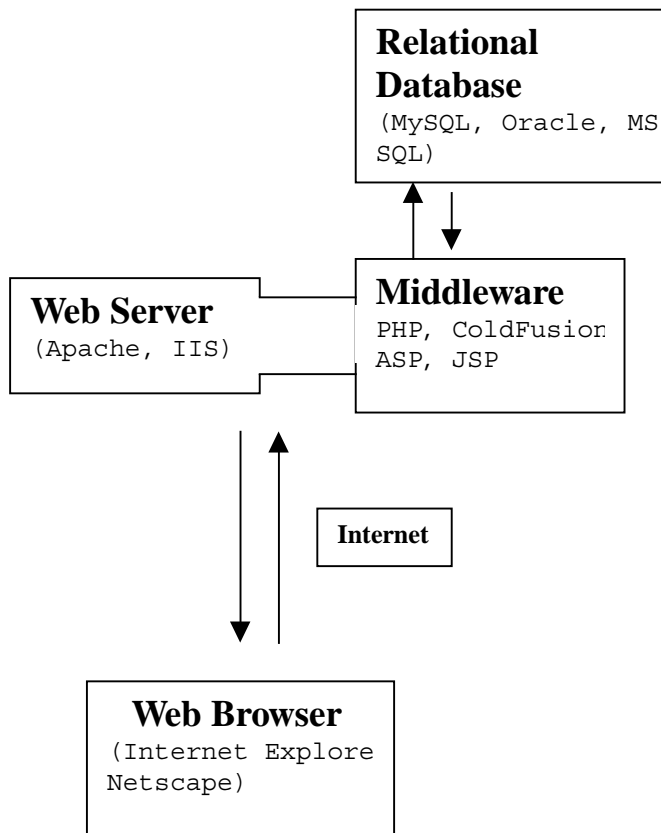 Relational
Database
(MySQL, Oracle, MS
SQL)
Web Server
(Apache, IIS)
Middleware
PHP, ColdFusion
ASP, JSP
Internet
Web Browser
(Internet Explore
Netscape)